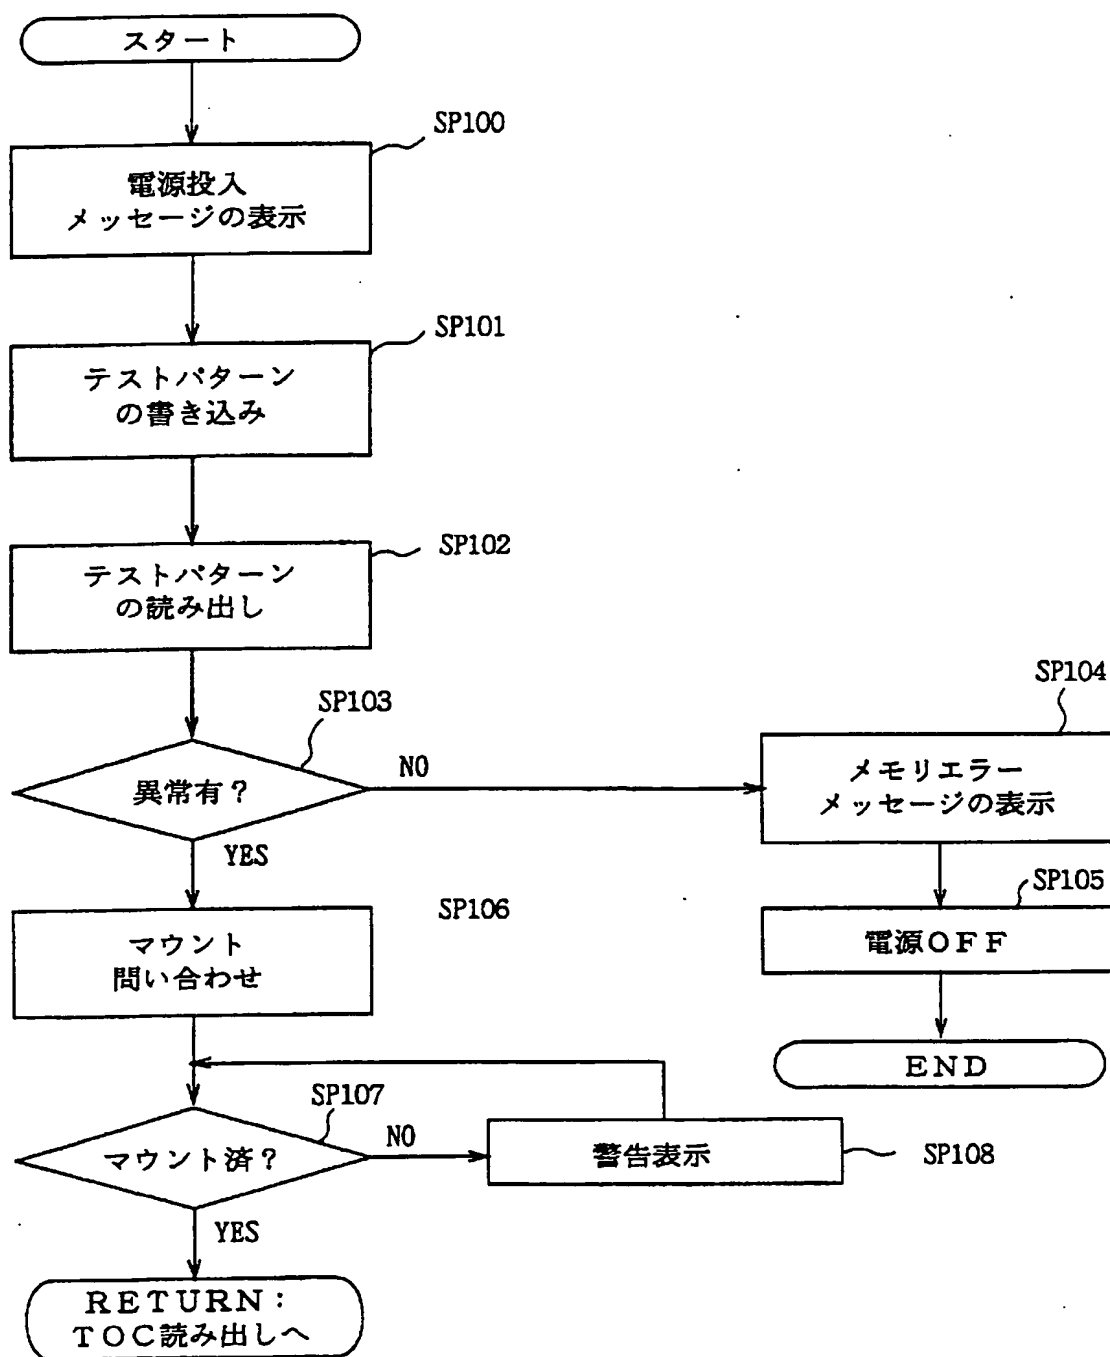 スタート
SP100
電源投入
メッセージの表示
SP101
テストパターン
の書き込み
SP102
テストパターン
の読み出し
SP103
異常有?
NO
YES
SP104
メモリエラー
メッセージの表示
SP105
電源OFF
END
SP106
マウント
問い合わせ
SP107
マウント済?
NO
YES
警告表示
SP108
RETURN:
TOC読み出しへ